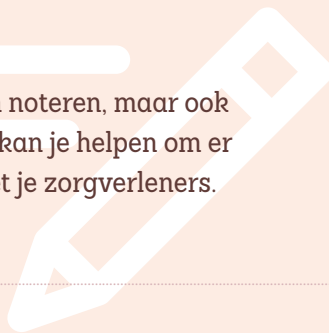 noteren, maar ook
kan je helpen om er
je zorgverleners.